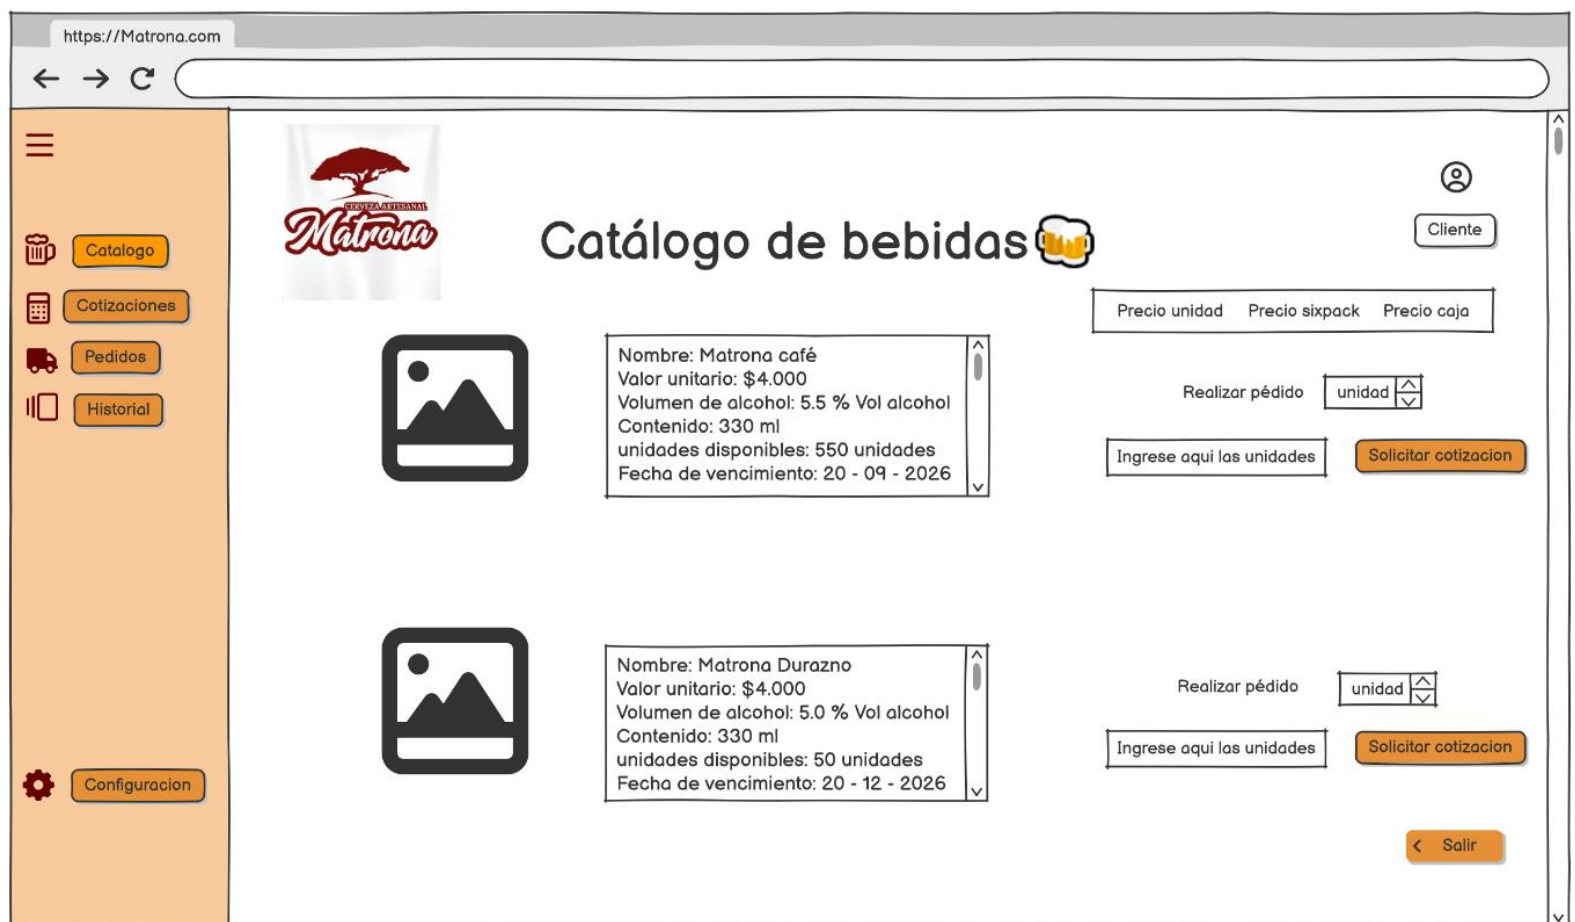 https://Matrona.com
CERVEZA ARTESANAL
Matrona
Catálogo de bebidas
Cliente
Catalogo
Cotizaciones
Pedidos
Historial
Configuracion
Precio unidad Precio sixpack Precio caja
Nombre: Matrona café
Valor unitario: $4.000
Volumen de alcohol: 5.5 % Vol alcohol
Contenido: 330 ml
unidades disponibles: 550 unidades
Fecha de vencimiento: 20 - 09 - 2026
Realizar pédido unidad
Ingrese aqui las unidades Solicitar cotizacion
Nombre: Matrona Durazno
Valor unitario: $4.000
Volumen de alcohol: 5.0 % Vol alcohol
Contenido: 330 ml
unidades disponibles: 50 unidades
Fecha de vencimiento: 20 - 12 - 2026
Realizar pédido unidad
Ingrese aqui las unidades Solicitar cotizacion
Salir